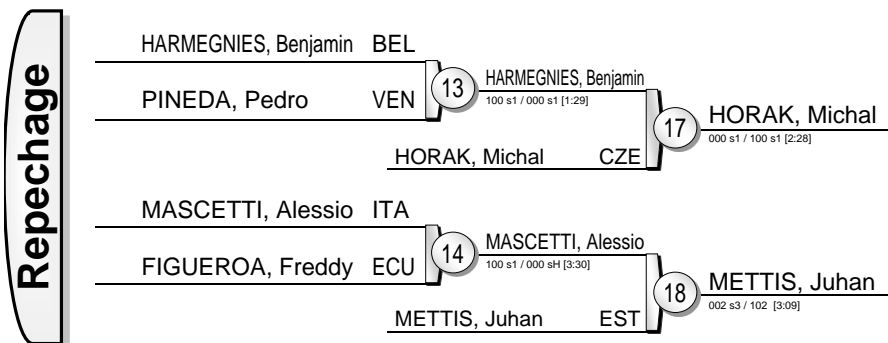 Repechage
HARMEGNIES, Benjamin BEL
PINEDA, Pedro VEN
13
HARMEGNIES, Benjamin
100 s1 / 000 s1 [1:29]
HORAK, Michal CZE
17
HORAK, Michal
000 s1 / 100 s1 [2:28]
MASCETTI, Alessio ITA
FIGUEROA, Freddy ECU
14
MASCETTI, Alessio
100 s1 / 000 sH [3:30]
METTIS, Juhan EST
18
METTIS, Juhan
002 s3 / 102 [3:09]